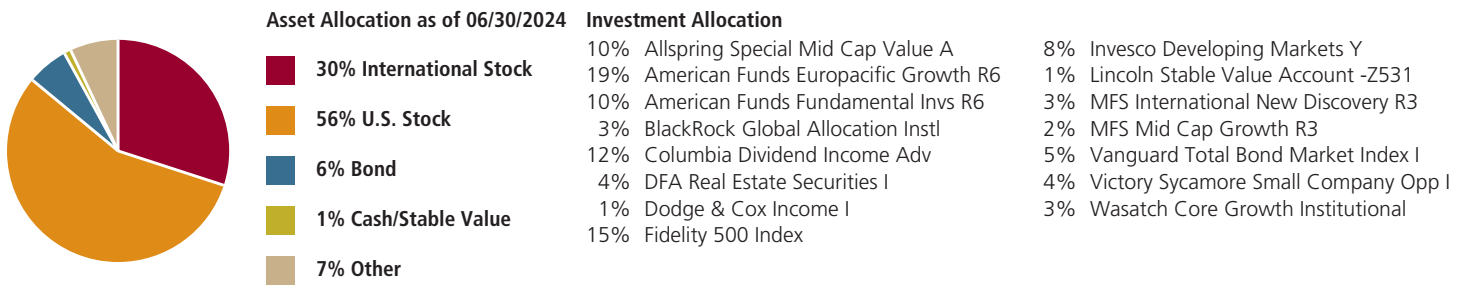 Asset Allocation as of 06/30/2024
30% International Stock
56% U.S. Stock
6% Bond
1% Cash/Stable Value
7% Other
Investment Allocation
10% Allspring Special Mid Cap Value A
19% American Funds Europacific Growth R6
10% American Funds Fundamental Invs R6
3% BlackRock Global Allocation Instl
12% Columbia Dividend Income Adv
4% DFA Real Estate Securities I
1% Dodge & Cox Income I
15% Fidelity 500 Index
8% Invesco Developing Markets Y
1% Lincoln Stable Value Account -Z531
3% MFS International New Discovery R3
2% MFS Mid Cap Growth R3
5% Vanguard Total Bond Market Index I
4% Victory Sycamore Small Company Opp I
3% Wasatch Core Growth Institutional